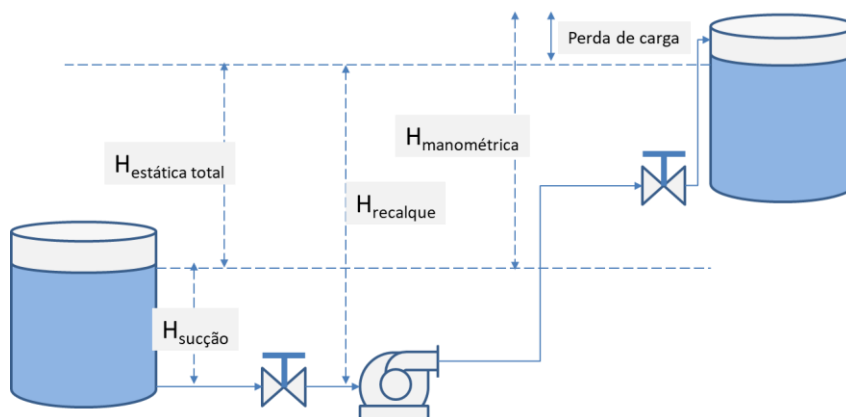 Perda de carga
Hmanométrica
Hestática total
Hrecalque
Hsucção